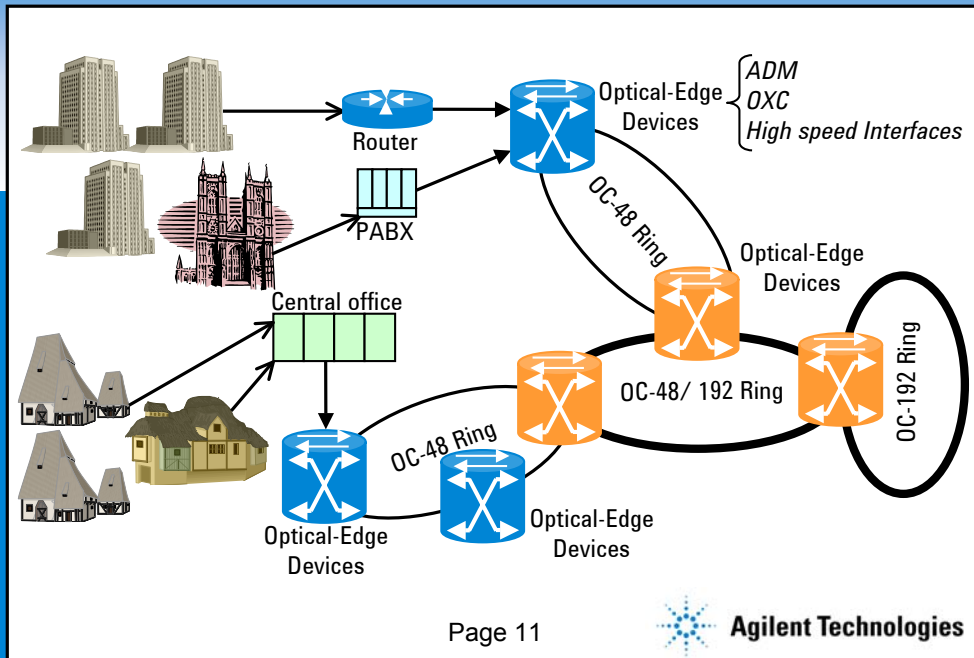 Optical-Edge
Devices
ADM
OXC
High speed Interfaces
Router
PABX
OC-48 Ring
Optical-Edge
Devices
Central office
OC-48/ 192 Ring
OC-192 Ring
OC-48 Ring
Optical-Edge
Devices
Optical-Edge
Devices
Page 11
Agilent Technologies